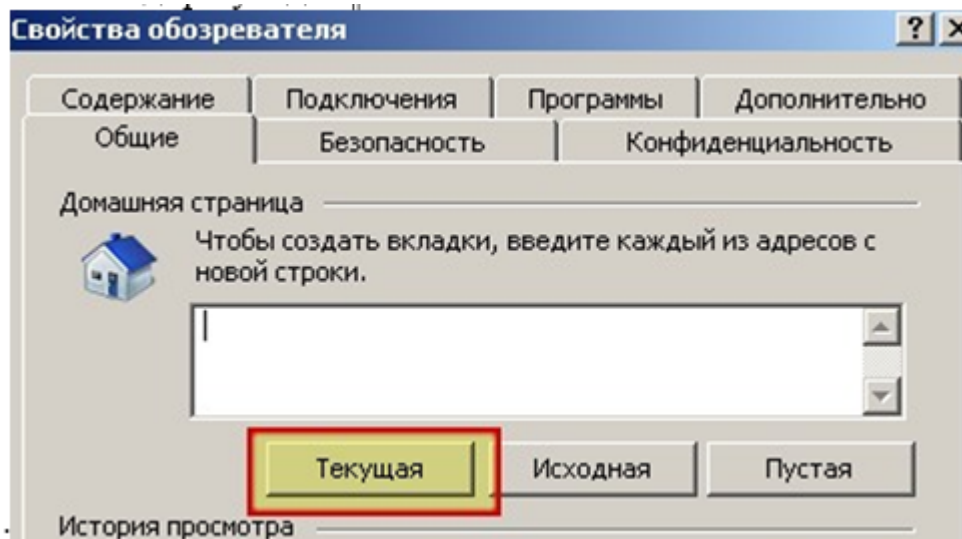 Свойства обозревателя
Содержание Подключения Программы Дополнительно
Общие Безопасность Конфиденциальность
Домашняя страница
Чтобы создать вкладки, введите каждый из адресов с
новой строки.
Текущая Исходная Пустая
История просмотра